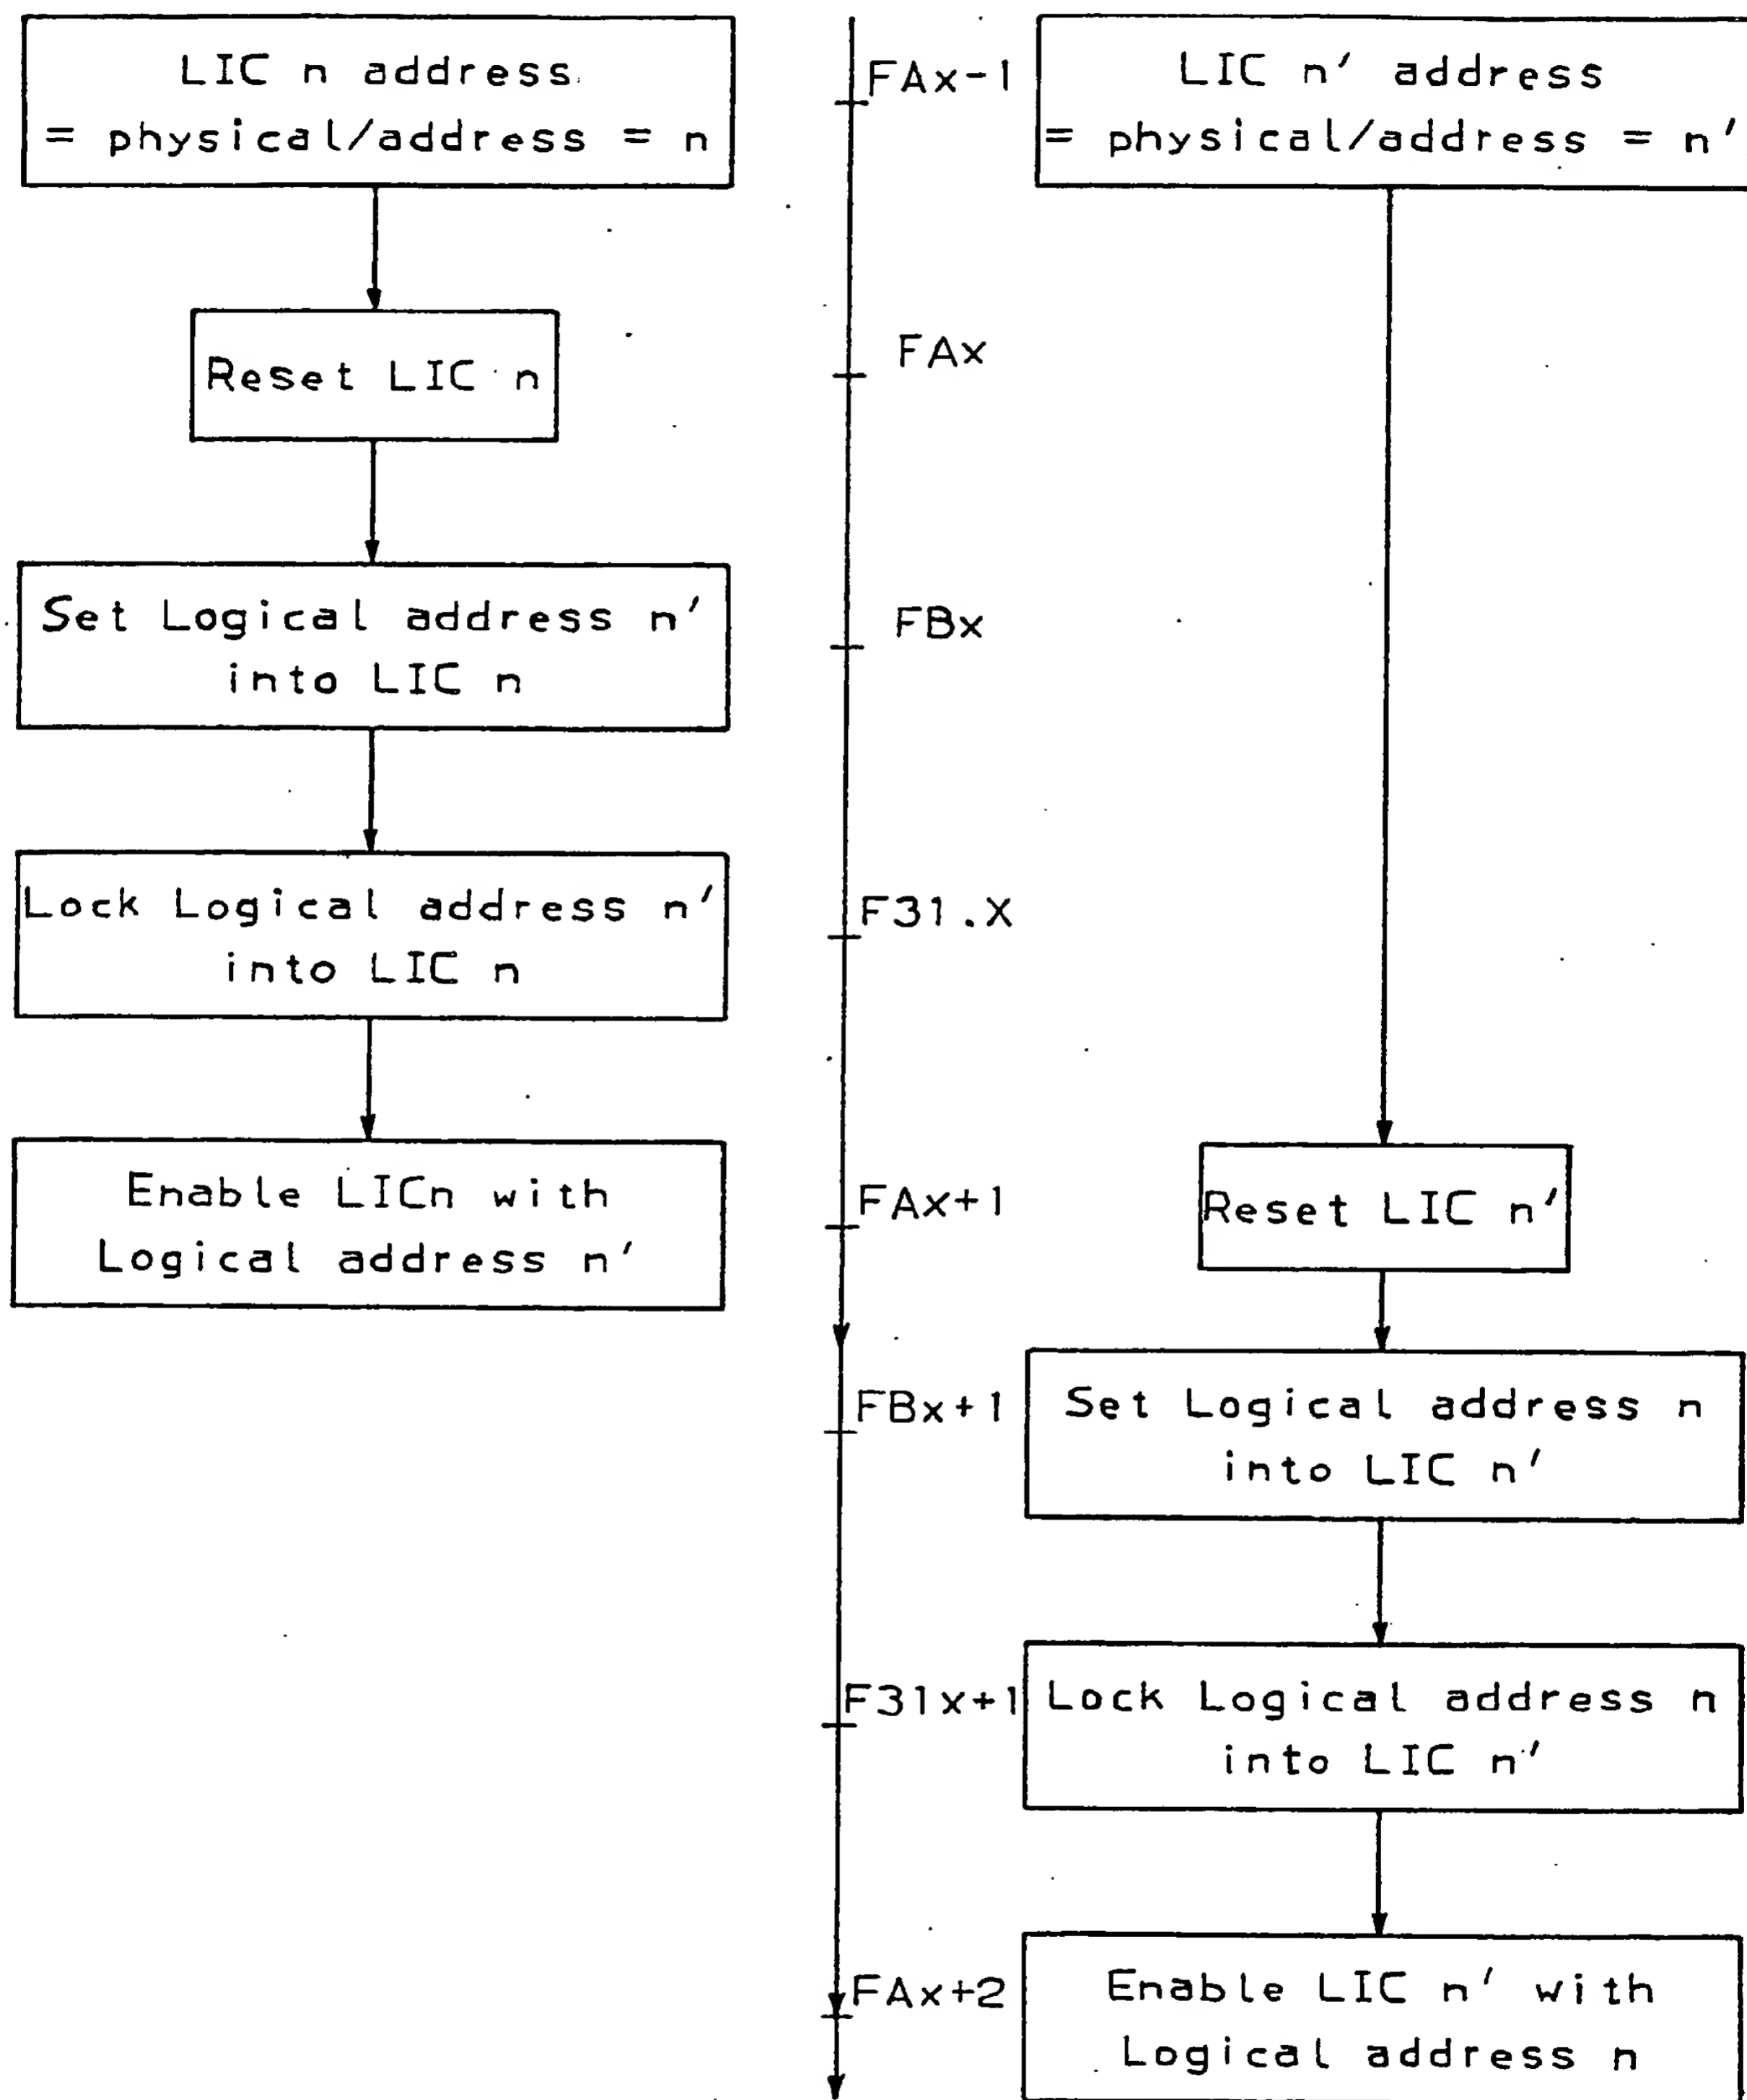 LIC n address
= physical/address = n
FAx-1
LIC n' address
= physical/address = n'
Reset LIC n
FAx
Set Logical address n'
into LIC n
FBx
Lock Logical address n'
into LIC n
F31.X
Enable LICn with
Logical address n'
FAx+1
Reset LIC n'
FBx+1
Set Logical address n
into LIC n'
F31x+1
Lock Logical address n
into LIC n'
FAx+2
Enable LIC n' with
Logical address n